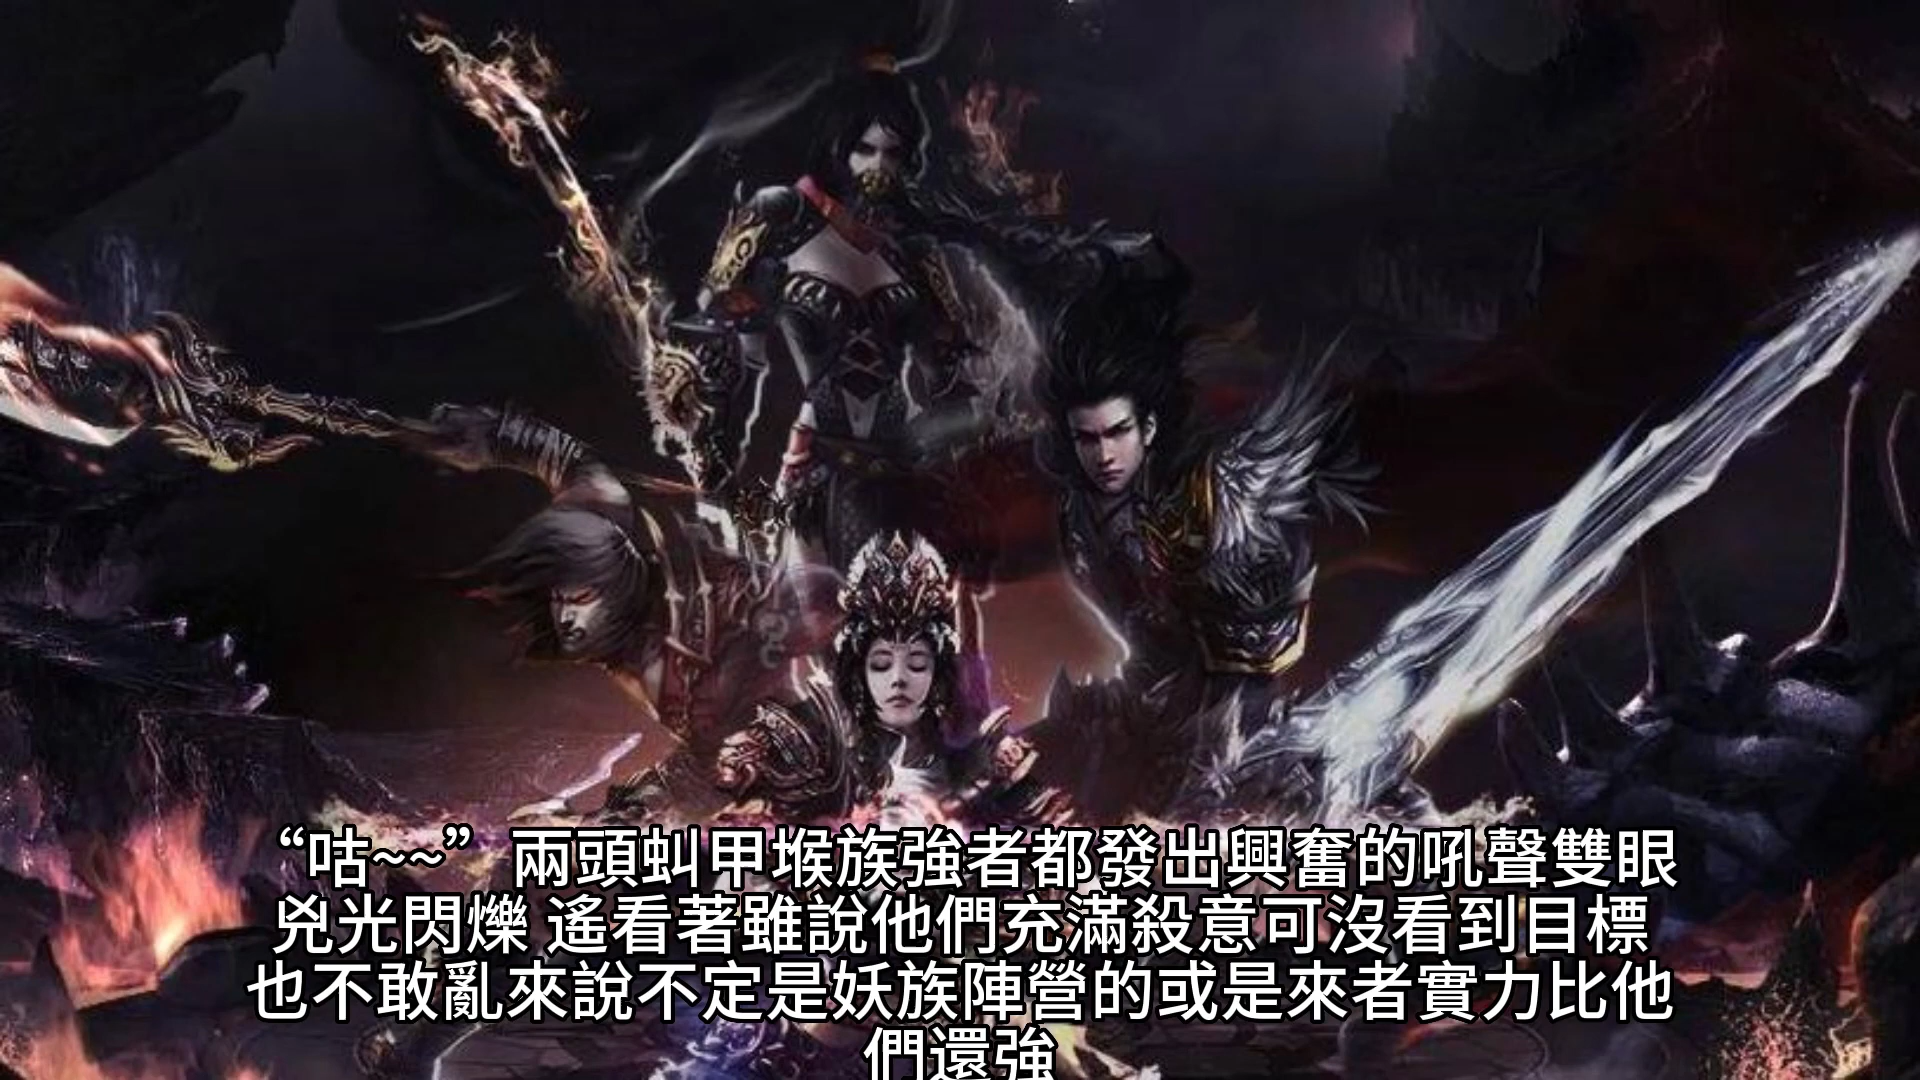 “咕~~”兩頭虯甲堠族強者都發出興奮的吼聲雙眼
兇光閃爍 遙看著雖說他們充滿殺意可沒看到目標
也不敢亂來說不定是妖族陣營的或是來者實力比他
們還強